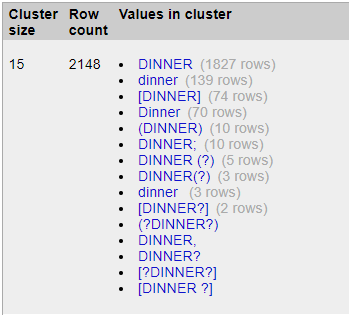 Cluster size Row count Values in cluster
15 2148 • DINNER (1827 rows)
• dinner (139 rows)
• [DINNER] (74 rows)
• Dinner (70 rows)
• (DINNER) (10 rows)
• DINNER; (10 rows)
• DINNER (?) (5 rows)
• DINNER(?) (3 rows)
• dinner (3 rows)
• [DINNER?] (2 rows)
• (?DINNER?)
• DINNER,
• DINNER?
• [?DINNER?]
• [DINNER ?]